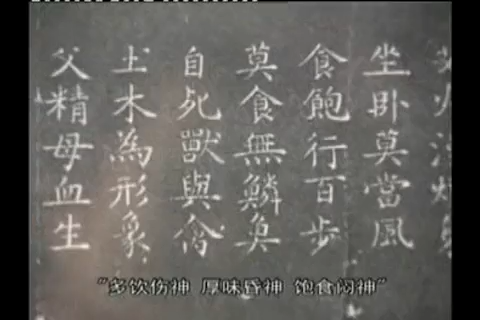 坐卧莫當風
食飽行百步
莫食無鱗魚
自死獸與禽
圡木為形象
父精母血生
“多饮伤神 厚味昏神 饱食闷神”